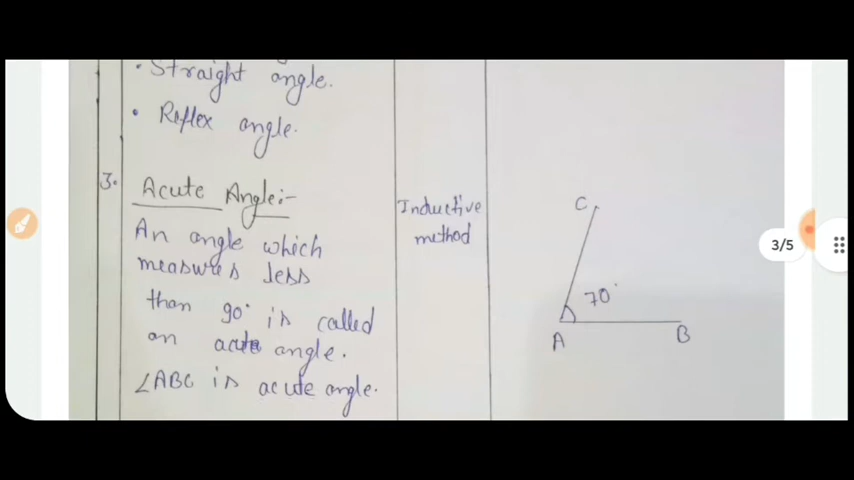 • Straight angle.
• Reflex angle.
3. Acute Angle:-
An angle which
measures less
than 90° is called
an acute angle.
∠ABC is acute angle.
Inductive
method
C
70°
A
B
3/5